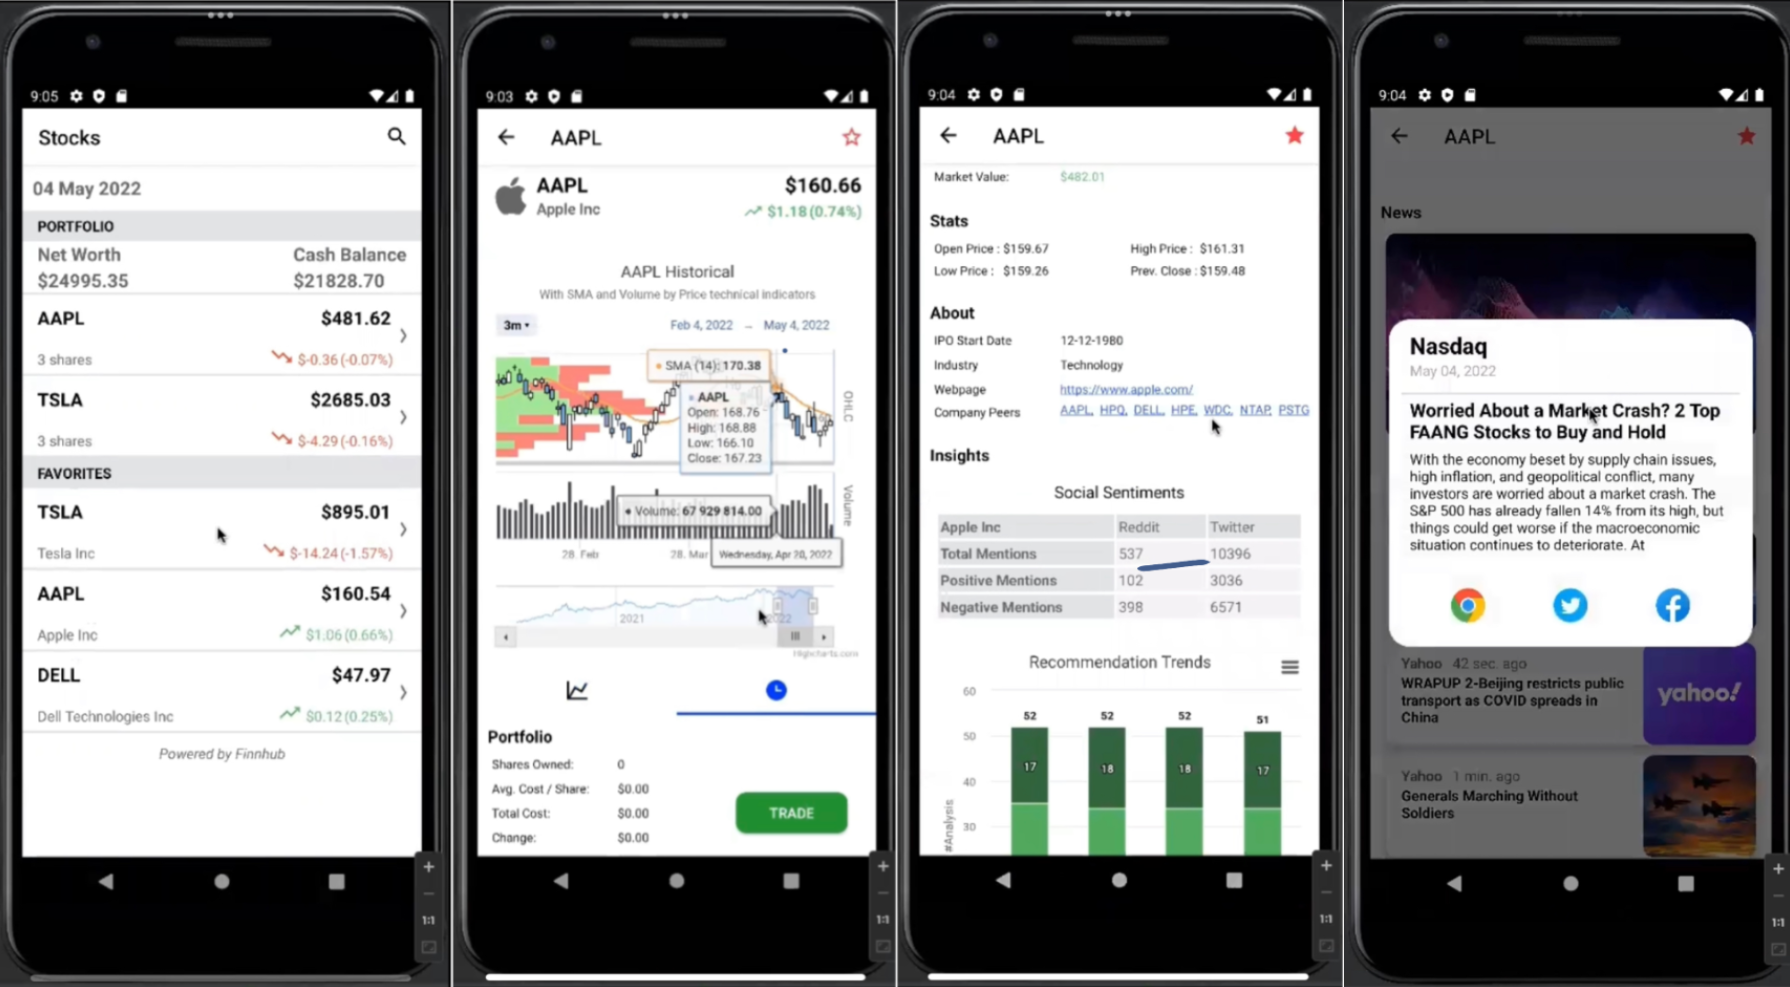 9:05
Stocks
04 May 2022
PORTFOLIO
Net Worth Cash Balance
$24995.35 $21828.70
AAPL $481.62
3 shares $-0.36 (-0.07%)
TSLA $2685.03
3 shares $-4.29 (-0.16%)
FAVORITES
TSLA $895.01
Tesla Inc $-14.24 (-1.57%)
AAPL $160.54
Apple Inc $1.06 (0.66%)
DELL $47.97
Dell Technologies Inc $0.12 (0.25%)
Powered by Finnhub
1:1
9:03
AAPL
AAPL $160.66
Apple Inc $1.18 (0.74%)
AAPL Historical
With SMA and Volume by Price technical indicators
3m Feb 4, 2022 → May 4, 2022
SMA (14): 170.38
AAPL
Open: 168.76
High: 168.88
Low: 166.10
Close: 167.23
OHLC
Volume: 67 929 814.00
Volume
28. Feb 28. Mar Wednesday, Apr 20, 2022
2021 2022
Highcharts.com
Portfolio
Shares Owned: 0
Avg. Cost / Share: $0.00
Total Cost: $0.00
Change: $0.00
TRADE
1:1
9:04
AAPL
Market Value: $482.01
Stats
Open Price : $159.67 High Price : $161.31
Low Price : $159.26 Prev. Close : $159.48
About
IPO Start Date 12-12-1980
Industry Technology
Webpage https://www.apple.com/
Company Peers AAPL, HPQ, DELL, HPE, WDC, NTAP, PSTG
Insights
Social Sentiments
Apple Inc Reddit Twitter
Total Mentions 537 10396
Positive Mentions 102 3036
Negative Mentions 398 6571
Recommendation Trends
60
52 52 52 51
50
17 18 18 17
40
30
#Analysis
1:1
9:04
AAPL
News
Nasdaq
May 04, 2022
Worried About a Market Crash? 2 Top
FAANG Stocks to Buy and Hold
With the economy beset by supply chain issues,
high inflation, and geopolitical conflict, many
investors are worried about a market crash. The
S&P 500 has already fallen 14% from its high, but
things could get worse if the macroeconomic
situation continues to deteriorate. At
Yahoo 42 sec. ago
WRAPUP 2-Beijing restricts public
transport as COVID spreads in
China
yahoo!
Yahoo 1 min. ago
Generals Marching Without
Soldiers
1:1